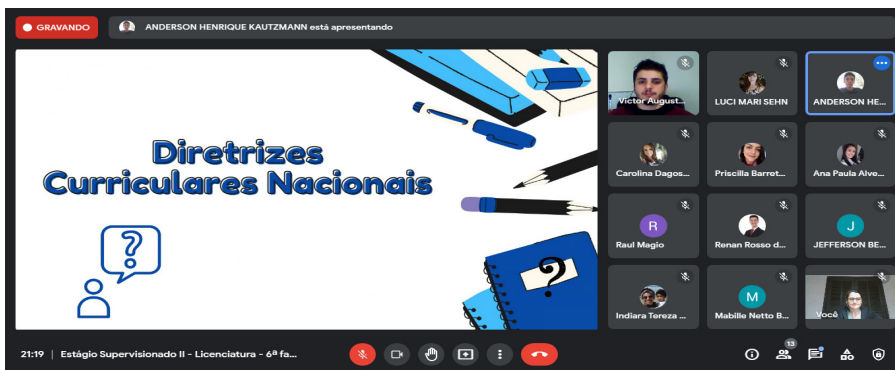 GRAVANDO
ANDERSON HENRIQUE KAUTZMANN está apresentando
Diretrizes
Curriculares Nacionais
?
?
Victor August...
LUCI MARI SEHN
ANDERSON HE...
Carolina Dagos...
Priscilla Barret...
Ana Paula Alve...
R
Raul Magio
Renan Rosso d...
J
JEFFERSON BE...
Indiara Tereza ...
M
Mabille Netto B...
Você
21:19 | Estágio Supervisionado II - Licenciatura - 6ª fa...
13